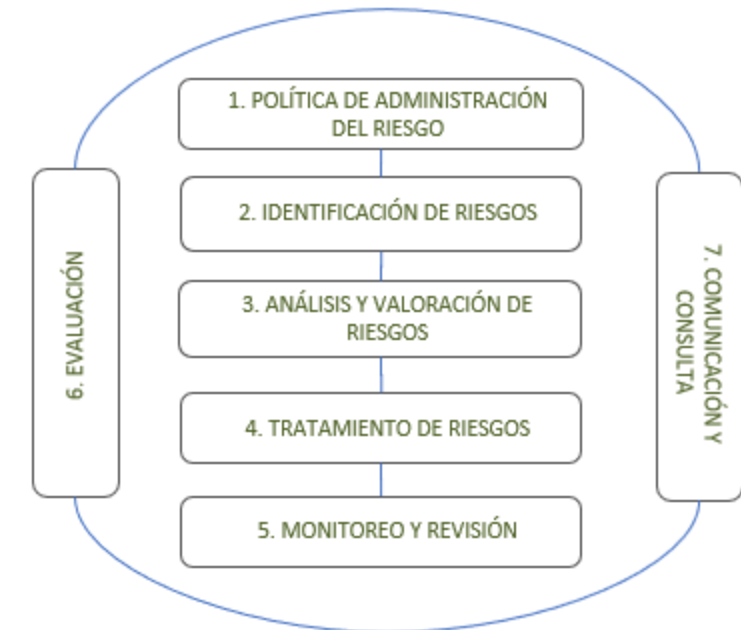 1. POLÍTICA DE ADMINISTRACIÓN
DEL RIESGO
2. IDENTIFICACIÓN DE RIESGOS
3. ANÁLISIS Y VALORACIÓN DE
RIESGOS
4. TRATAMIENTO DE RIESGOS
5. MONITOREO Y REVISIÓN
6. EVALUACIÓN
7. COMUNICACIÓN Y
CONSULTA